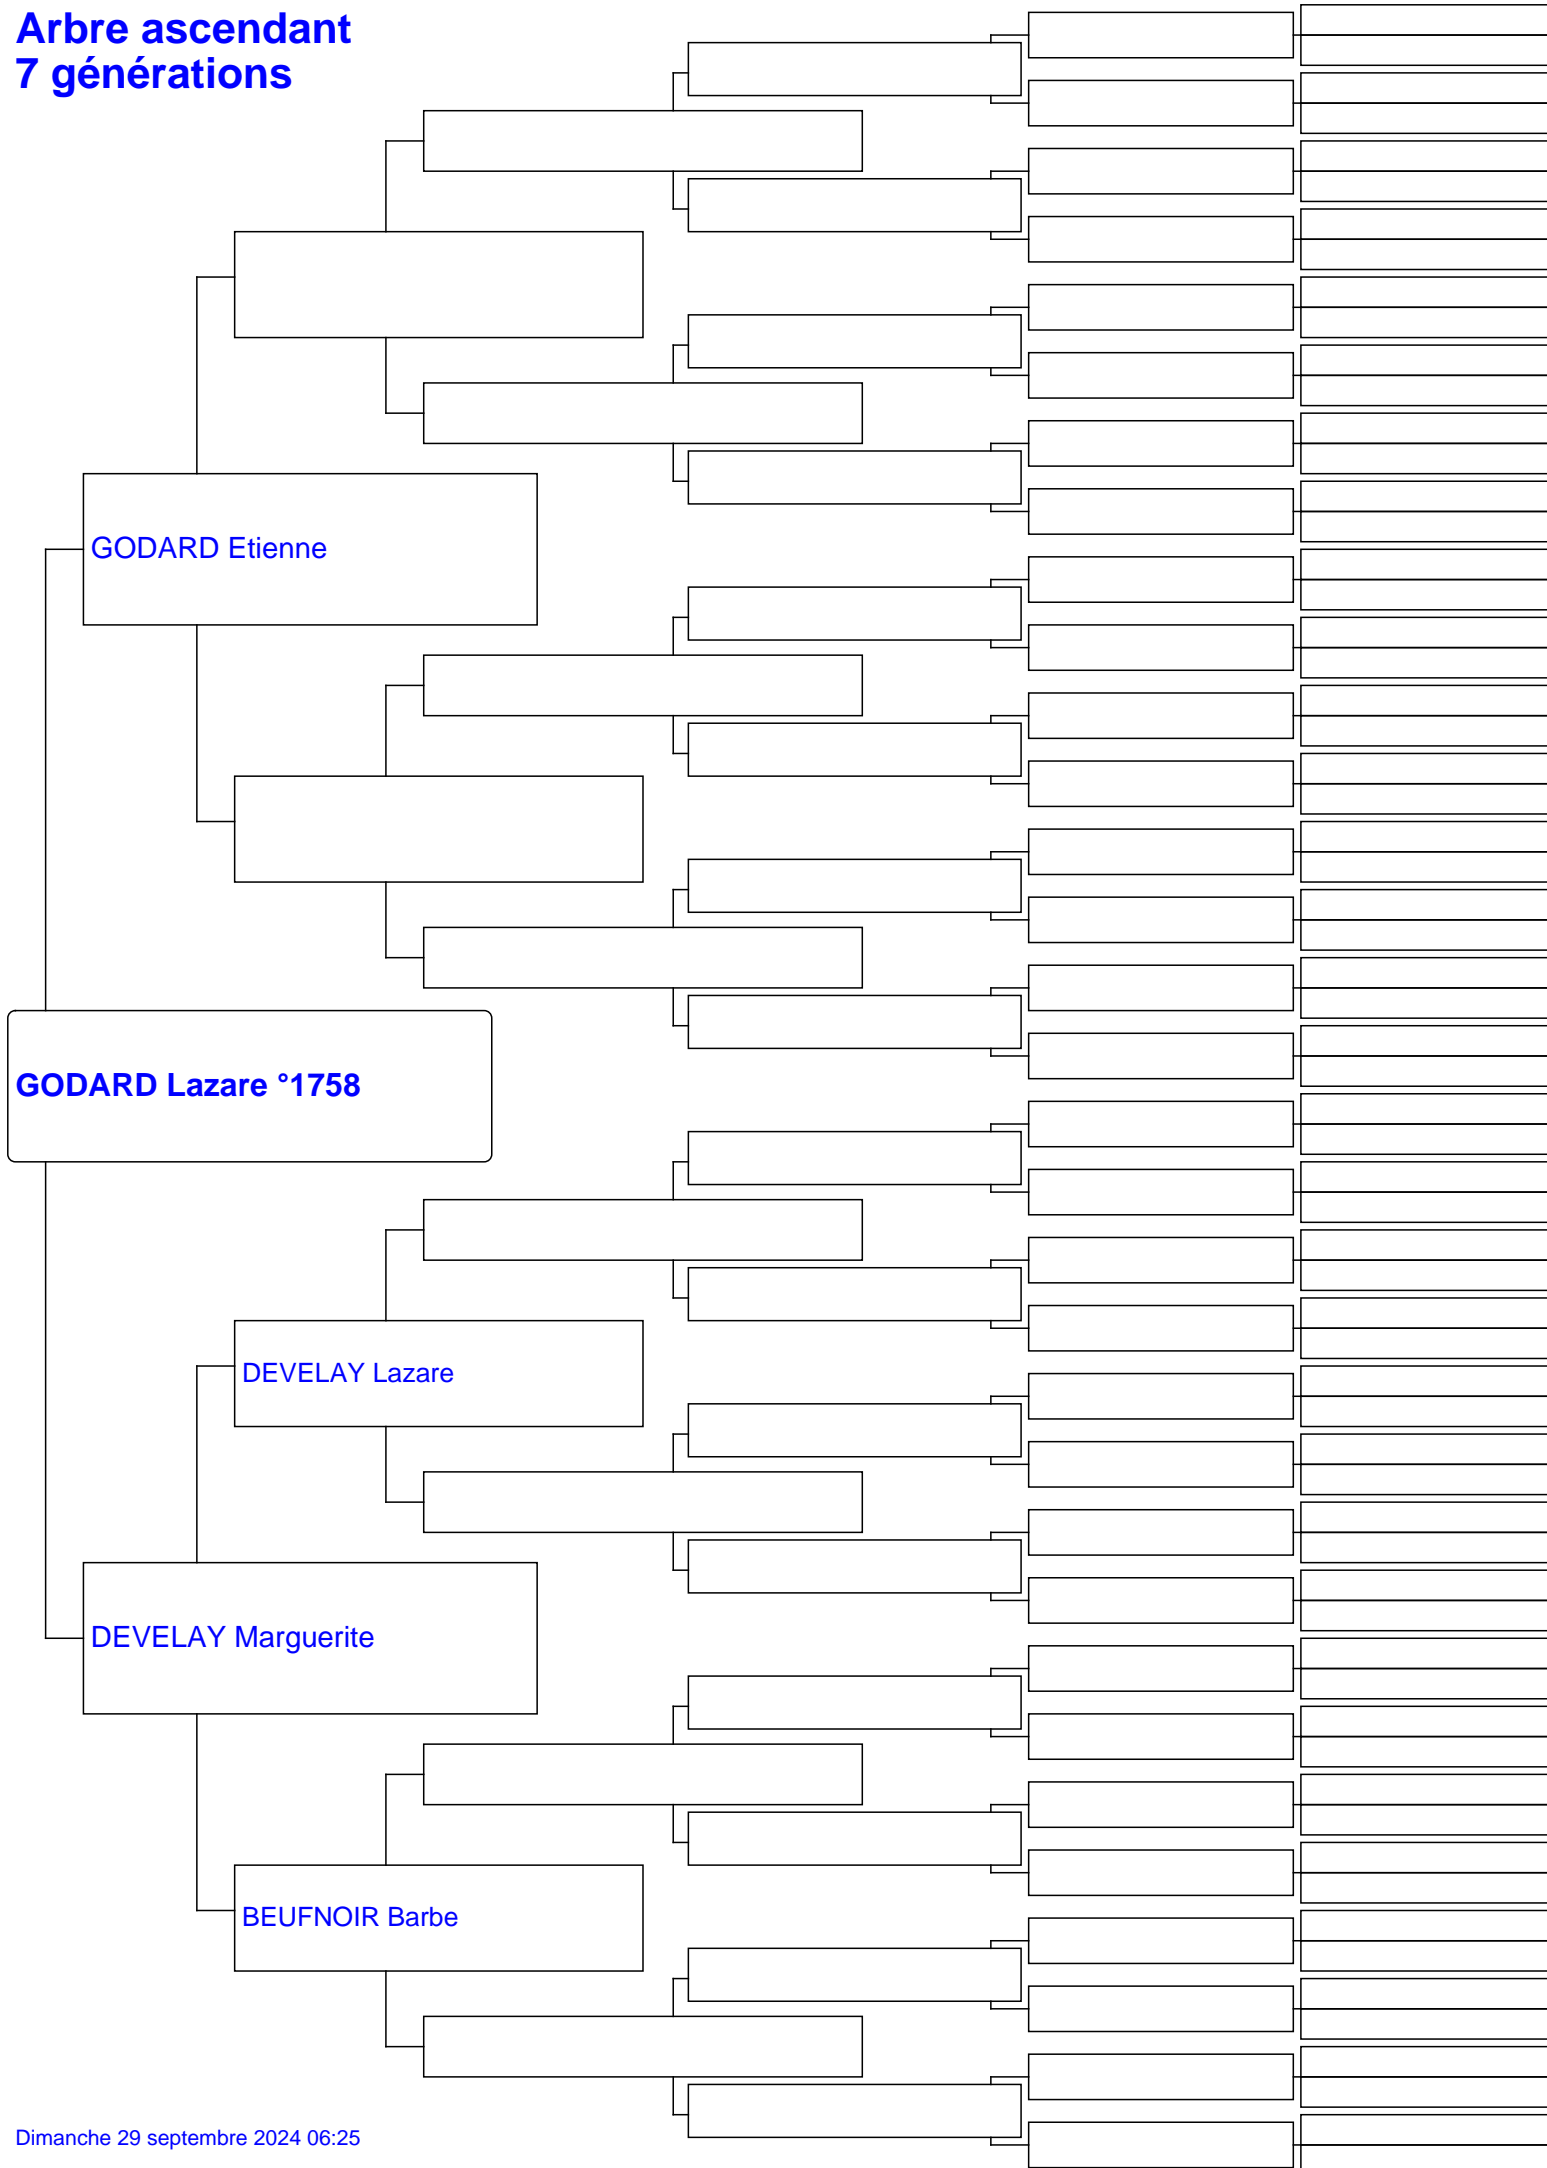 Arbre ascendant
7 générations
GODARD Etienne
GODARD Lazare °1758
DEVELAY Lazare
DEVELAY Marguerite
BEUFNOIR Barbe
Dimanche 29 septembre 2024 06:25